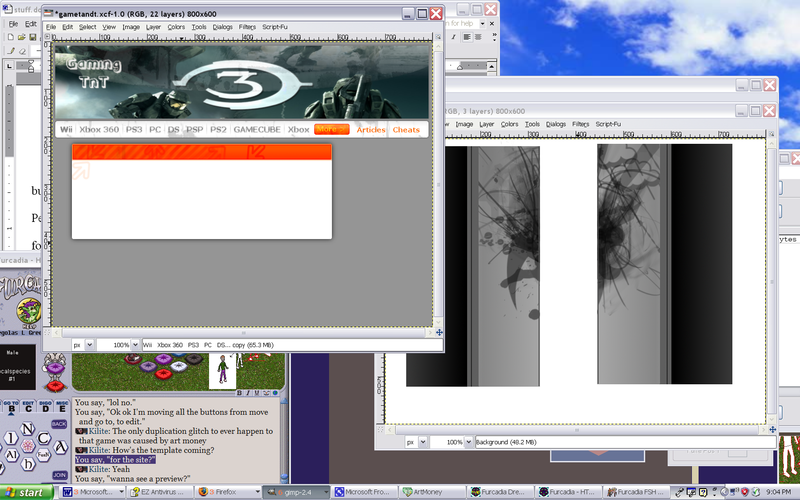 stuff.do
File
*gametandt.xcf-1.0 (RGB, 22 layers) 800x600
File Edit Select View Image Layer Colors Tools Dialogs Filters Script-Fu
Gaming
TnT
3
Wii Xbox 360 PS3 PC DS PSP PS2 GAMECUBE Xbox More Articles Cheats
px 100% Wii Xbox 360 PS3 PC DS... copy (65.3 MB)
n for help
GB, 3 layers) 800x600
View Image Layer Colors Tools Dialogs Filters Script-Fu
px 100% Background (48.2 MB)
bu
Pe
fo
Furcadia - H
Male
ocalspecies
#1
BACK
JOIN
You say, "lol no."
You say, "Ok ok I'm moving all the buttons from move
and go to, to edit."
Kilite: The only duplication glitch to ever happen to
that game was caused by art money
Kilite: How's the template coming?
You say, "for the site?"
Kilite: Yeah
You say, "wanna see a preview?"
ytes
start 3 Microsoft... EZ-Antivirus 3 Firefox gimp-2.4 Microsoft Fro... ArtMoney Furcadia Dre... Furcadia - HT... Furcadia FSH ... 9:04 PM